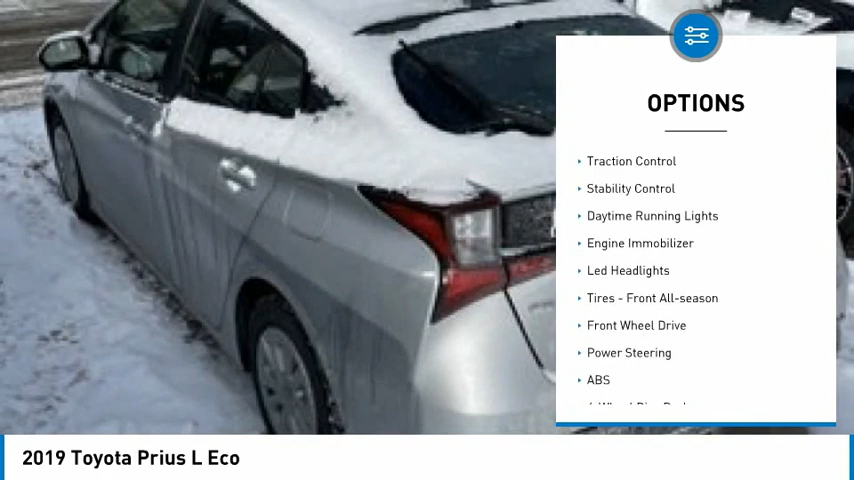 OPTIONS
Traction Control
Stability Control
Daytime Running Lights
Engine Immobilizer
Led Headlights
Tires - Front All-season
Front Wheel Drive
Power Steering
ABS
2019 Toyota Prius L Eco